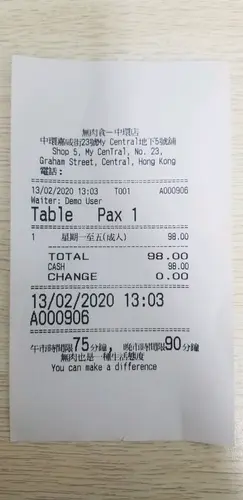 無肉食—中環店
中環嘉咸街23號My Central地下5號舖
Shop 5, My CenTral, No. 23,
Graham Street, Central, Hong Kong
電話:
13/02/2020 13:03 T001 A000906
Waiter: Demo User
Table Pax 1
1 星期一至五(成人) 98.00
TOTAL 98.00
CASH 98.00
CHANGE 0.00
13/02/2020 13:03
A000906
午市時間限75分鐘, 晚市時間限90分鐘
無肉也是一種生活態度
You can make a difference